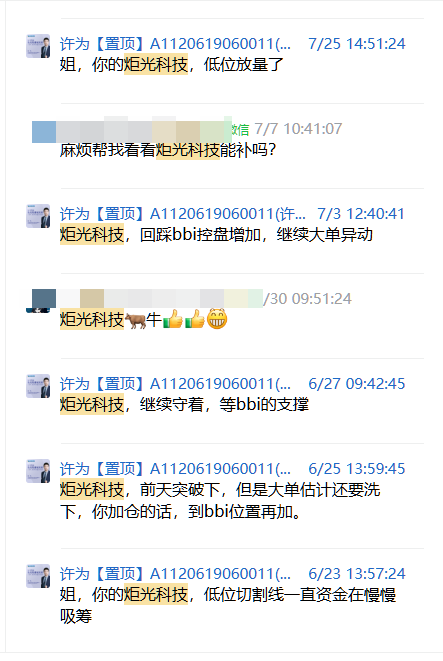 许为【置顶】A1120619060011(... 7/25 14:51:24
姐，你的炬光科技，低位放量了
微信 7/7 10:41:07
麻烦帮我看看炬光科技能补吗？
许为【置顶】A1120619060011(许... 7/3 12:40:41
炬光科技，回踩bbi控盘增加，继续大单异动
/30 09:51:24
炬光科技🐂牛👍👍😁
许为【置顶】A1120619060011(... 6/27 09:42:45
炬光科技，继续守着，等bbi的支撑
许为【置顶】A1120619060011(... 6/25 13:59:45
炬光科技，前天突破下，但是大单估计还要洗
下，你加仓的话，到bbi位置再加。
许为【置顶】A1120619060011(... 6/23 13:57:24
姐，你的炬光科技，低位切割线一直资金在慢慢
吸筹